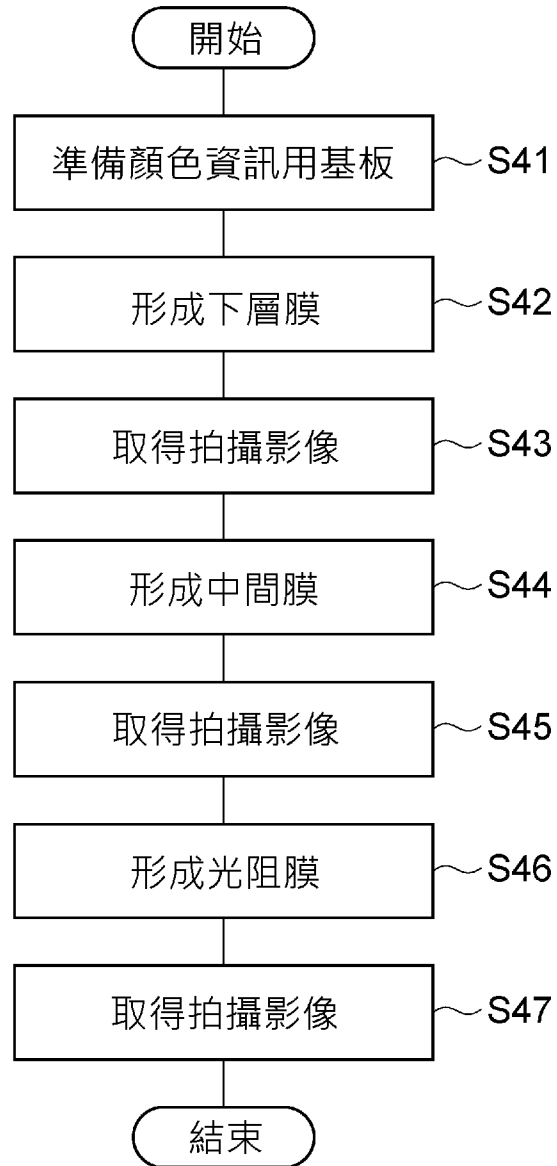 開始
準備顏色資訊用基板 S41
形成下層膜 S42
取得拍攝影像 S43
形成中間膜 S44
取得拍攝影像 S45
形成光阻膜 S46
取得拍攝影像 S47
結束